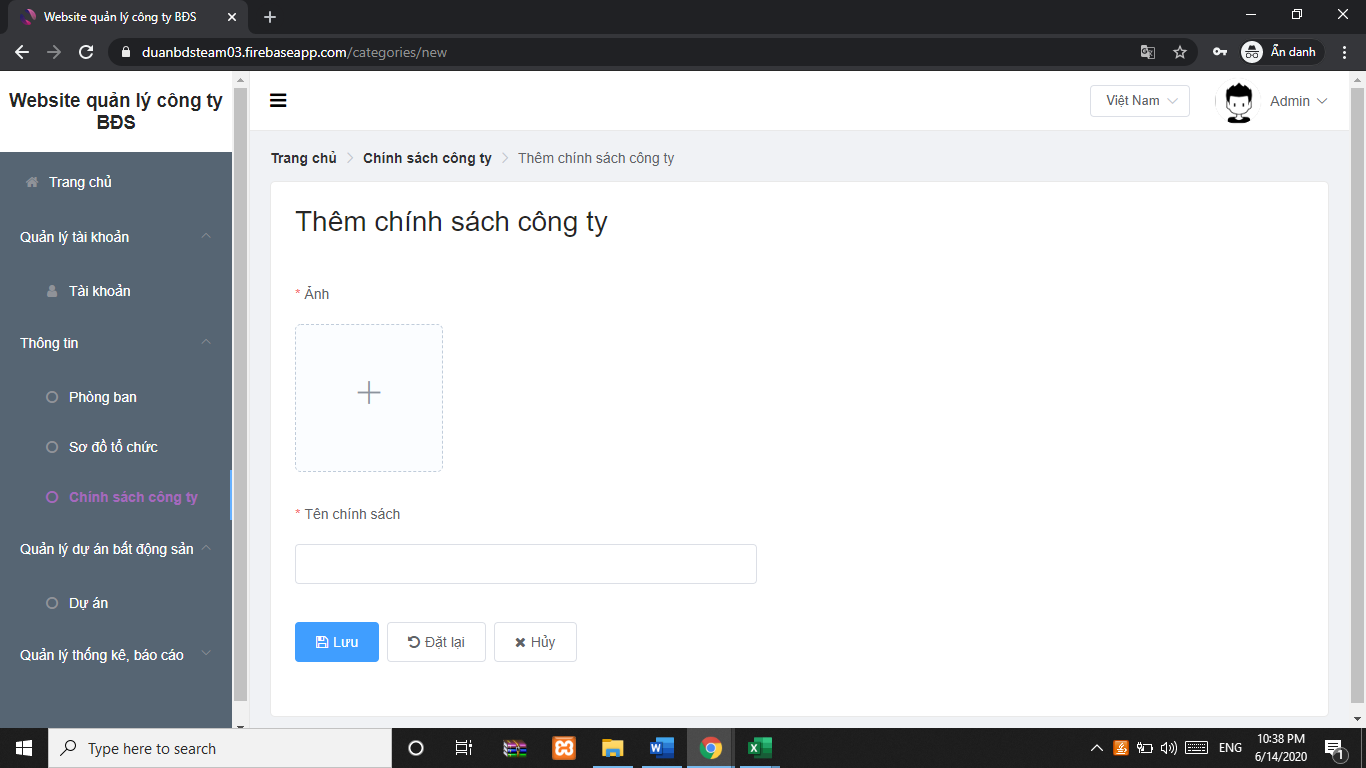 Website quản lý công ty BĐS
duanbdsteam03.firebaseapp.com/categories/new
Ẩn danh
Website quản lý công ty
BĐS
Việt Nam
Admin
Trang chủ
Chính sách công ty
Thêm chính sách công ty
Trang chủ
Quản lý tài khoản
Tài khoản
Thông tin
Phòng ban
Sơ đồ tổ chức
Chính sách công ty
Quản lý dự án bất động sản
Dự án
Quản lý thống kê, báo cáo
Thêm chính sách công ty
* Ảnh
* Tên chính sách
Lưu
Đặt lại
Hủy
Type here to search
ENG
10:38 PM
6/14/2020
1